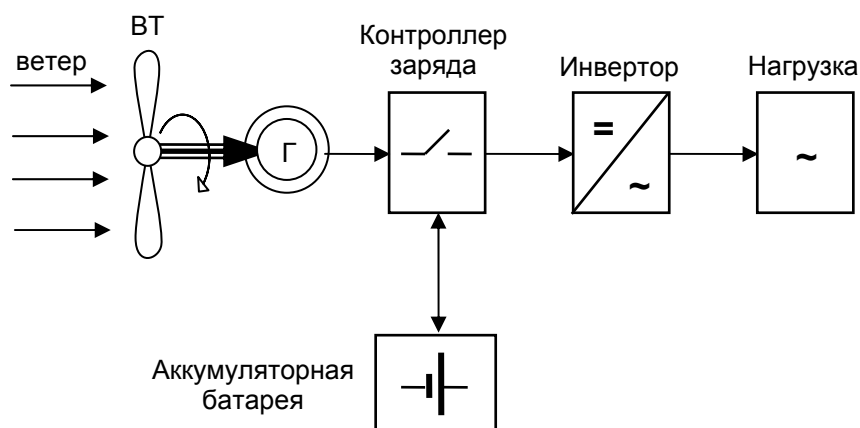 ВТ
ветер
Контроллер
заряда
Инвертор
Нагрузка
Г
=
~
~
Аккумуляторная
батарея